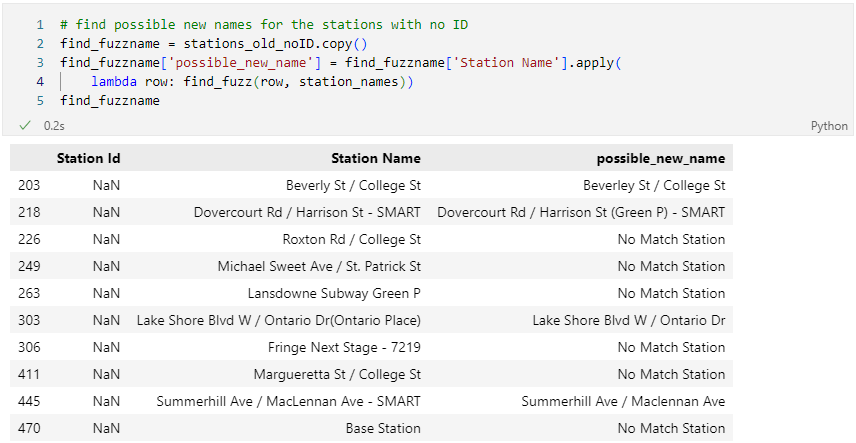 1 # find possible new names for the stations with no ID
2 find_fuzzname = stations_old_noID.copy()
3 find_fuzzname['possible_new_name'] = find_fuzzname['Station Name'].apply(
4     lambda row: find_fuzz(row, station_names))
5 find_fuzzname
0.2s Python
Station Id Station Name possible_new_name
203 NaN Beverly St / College St Beverley St / College St
218 NaN Dovercourt Rd / Harrison St - SMART Dovercourt Rd / Harrison St (Green P) - SMART
226 NaN Roxton Rd / College St No Match Station
249 NaN Michael Sweet Ave / St. Patrick St No Match Station
263 NaN Lansdowne Subway Green P No Match Station
303 NaN Lake Shore Blvd W / Ontario Dr(Ontario Place) Lake Shore Blvd W / Ontario Dr
306 NaN Fringe Next Stage - 7219 No Match Station
411 NaN Margueretta St / College St No Match Station
445 NaN Summerhill Ave / MacLennan Ave - SMART Summerhill Ave / Maclennan Ave
470 NaN Base Station No Match Station